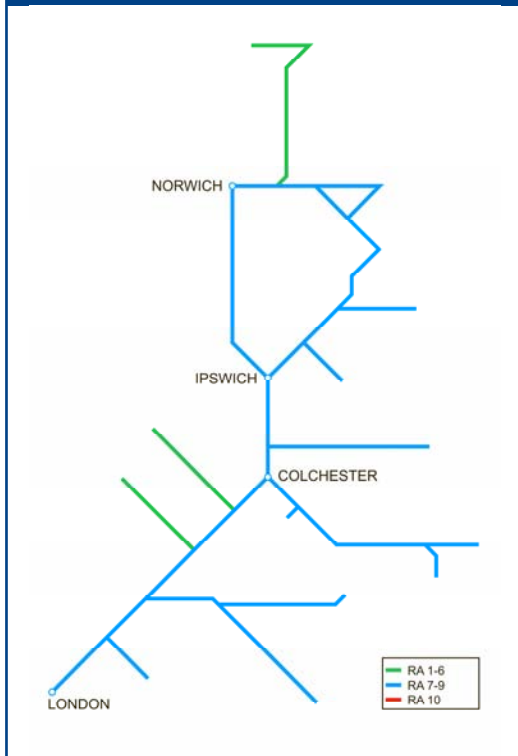 NORWICH
IPSWICH
COLCHESTER
LONDON
RA 1-6
RA 7-9
RA 10